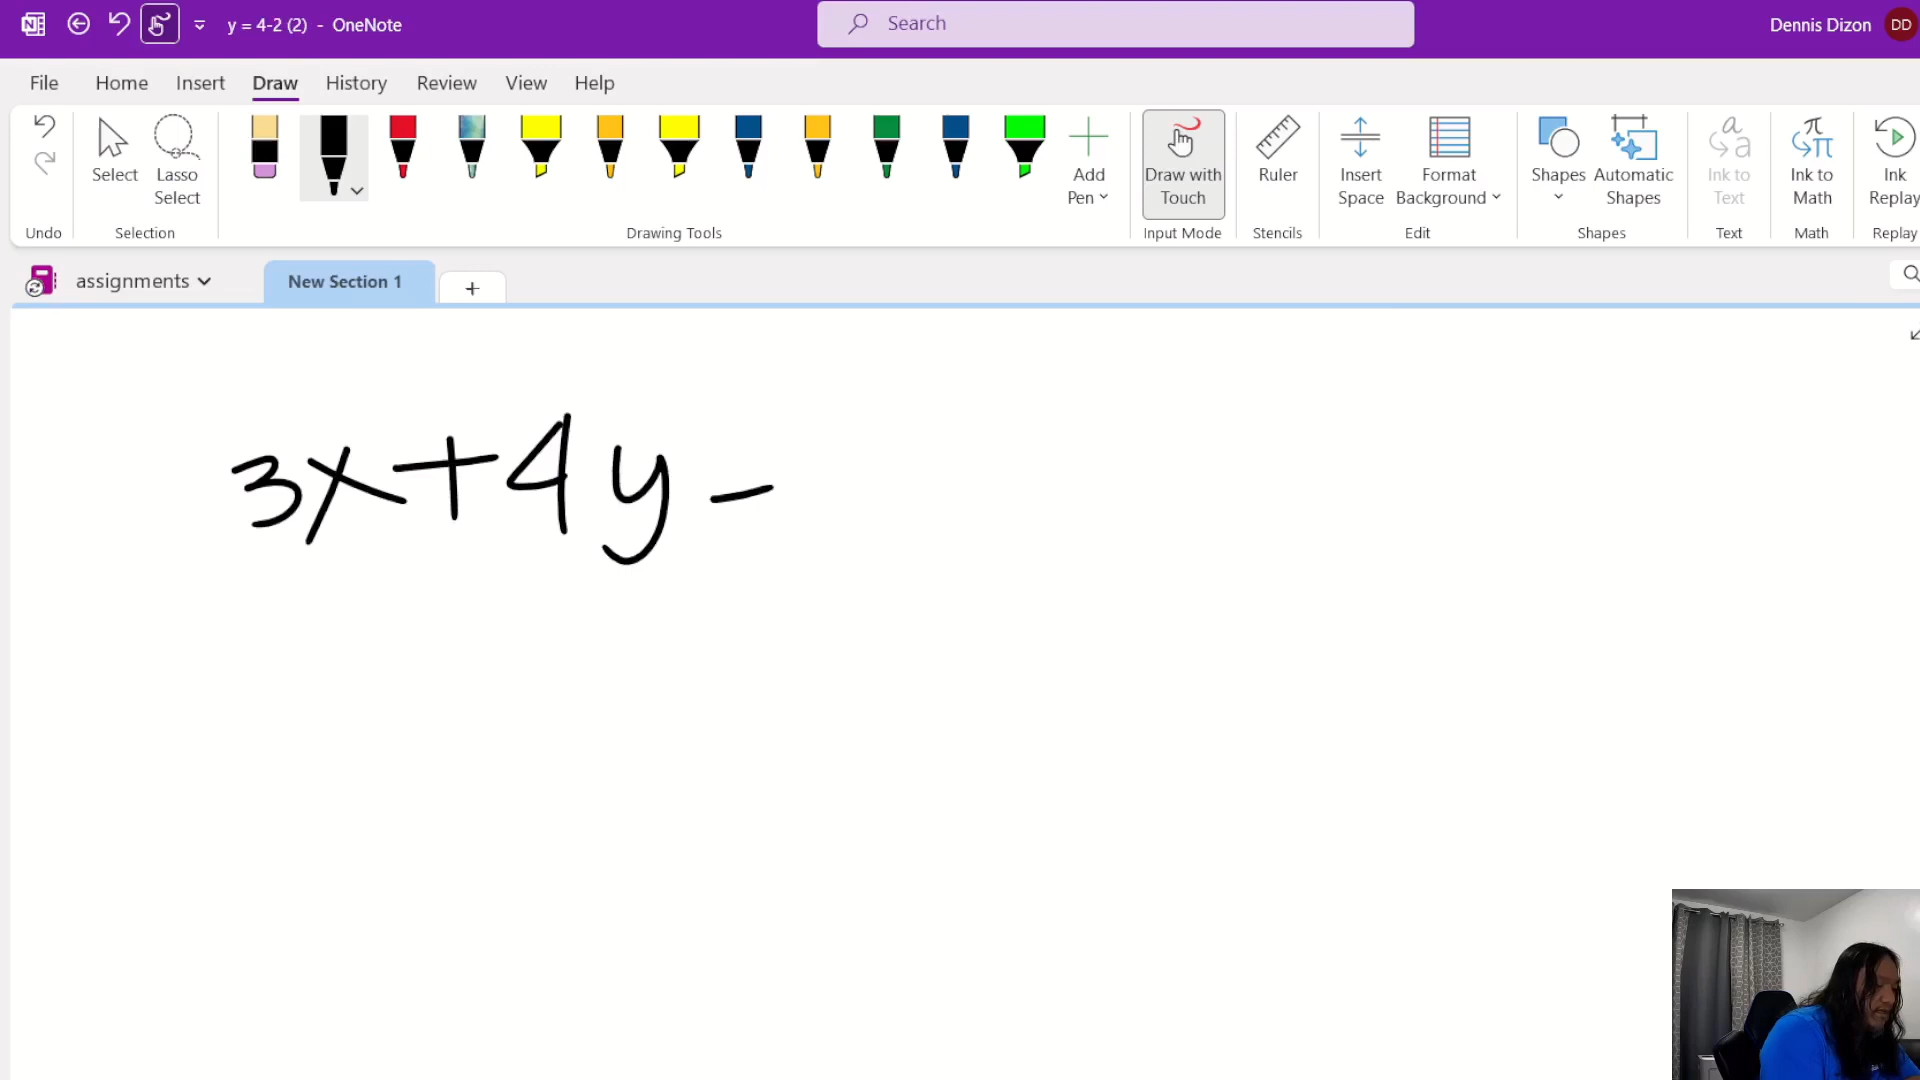 y = 4-2 (2) - OneNote
Search
Dennis Dizon
DD
File Home Insert Draw History Review View Help
Select
Lasso Select
Add Pen
Draw with Touch
Ruler
Insert Space
Format Background
Shapes
Automatic Shapes
Ink to Text
Ink to Math
Ink Replay
Undo Selection Drawing Tools Input Mode Stencils Edit Shapes Text Math Replay
assignments
New Section 1
+
3x+4y-